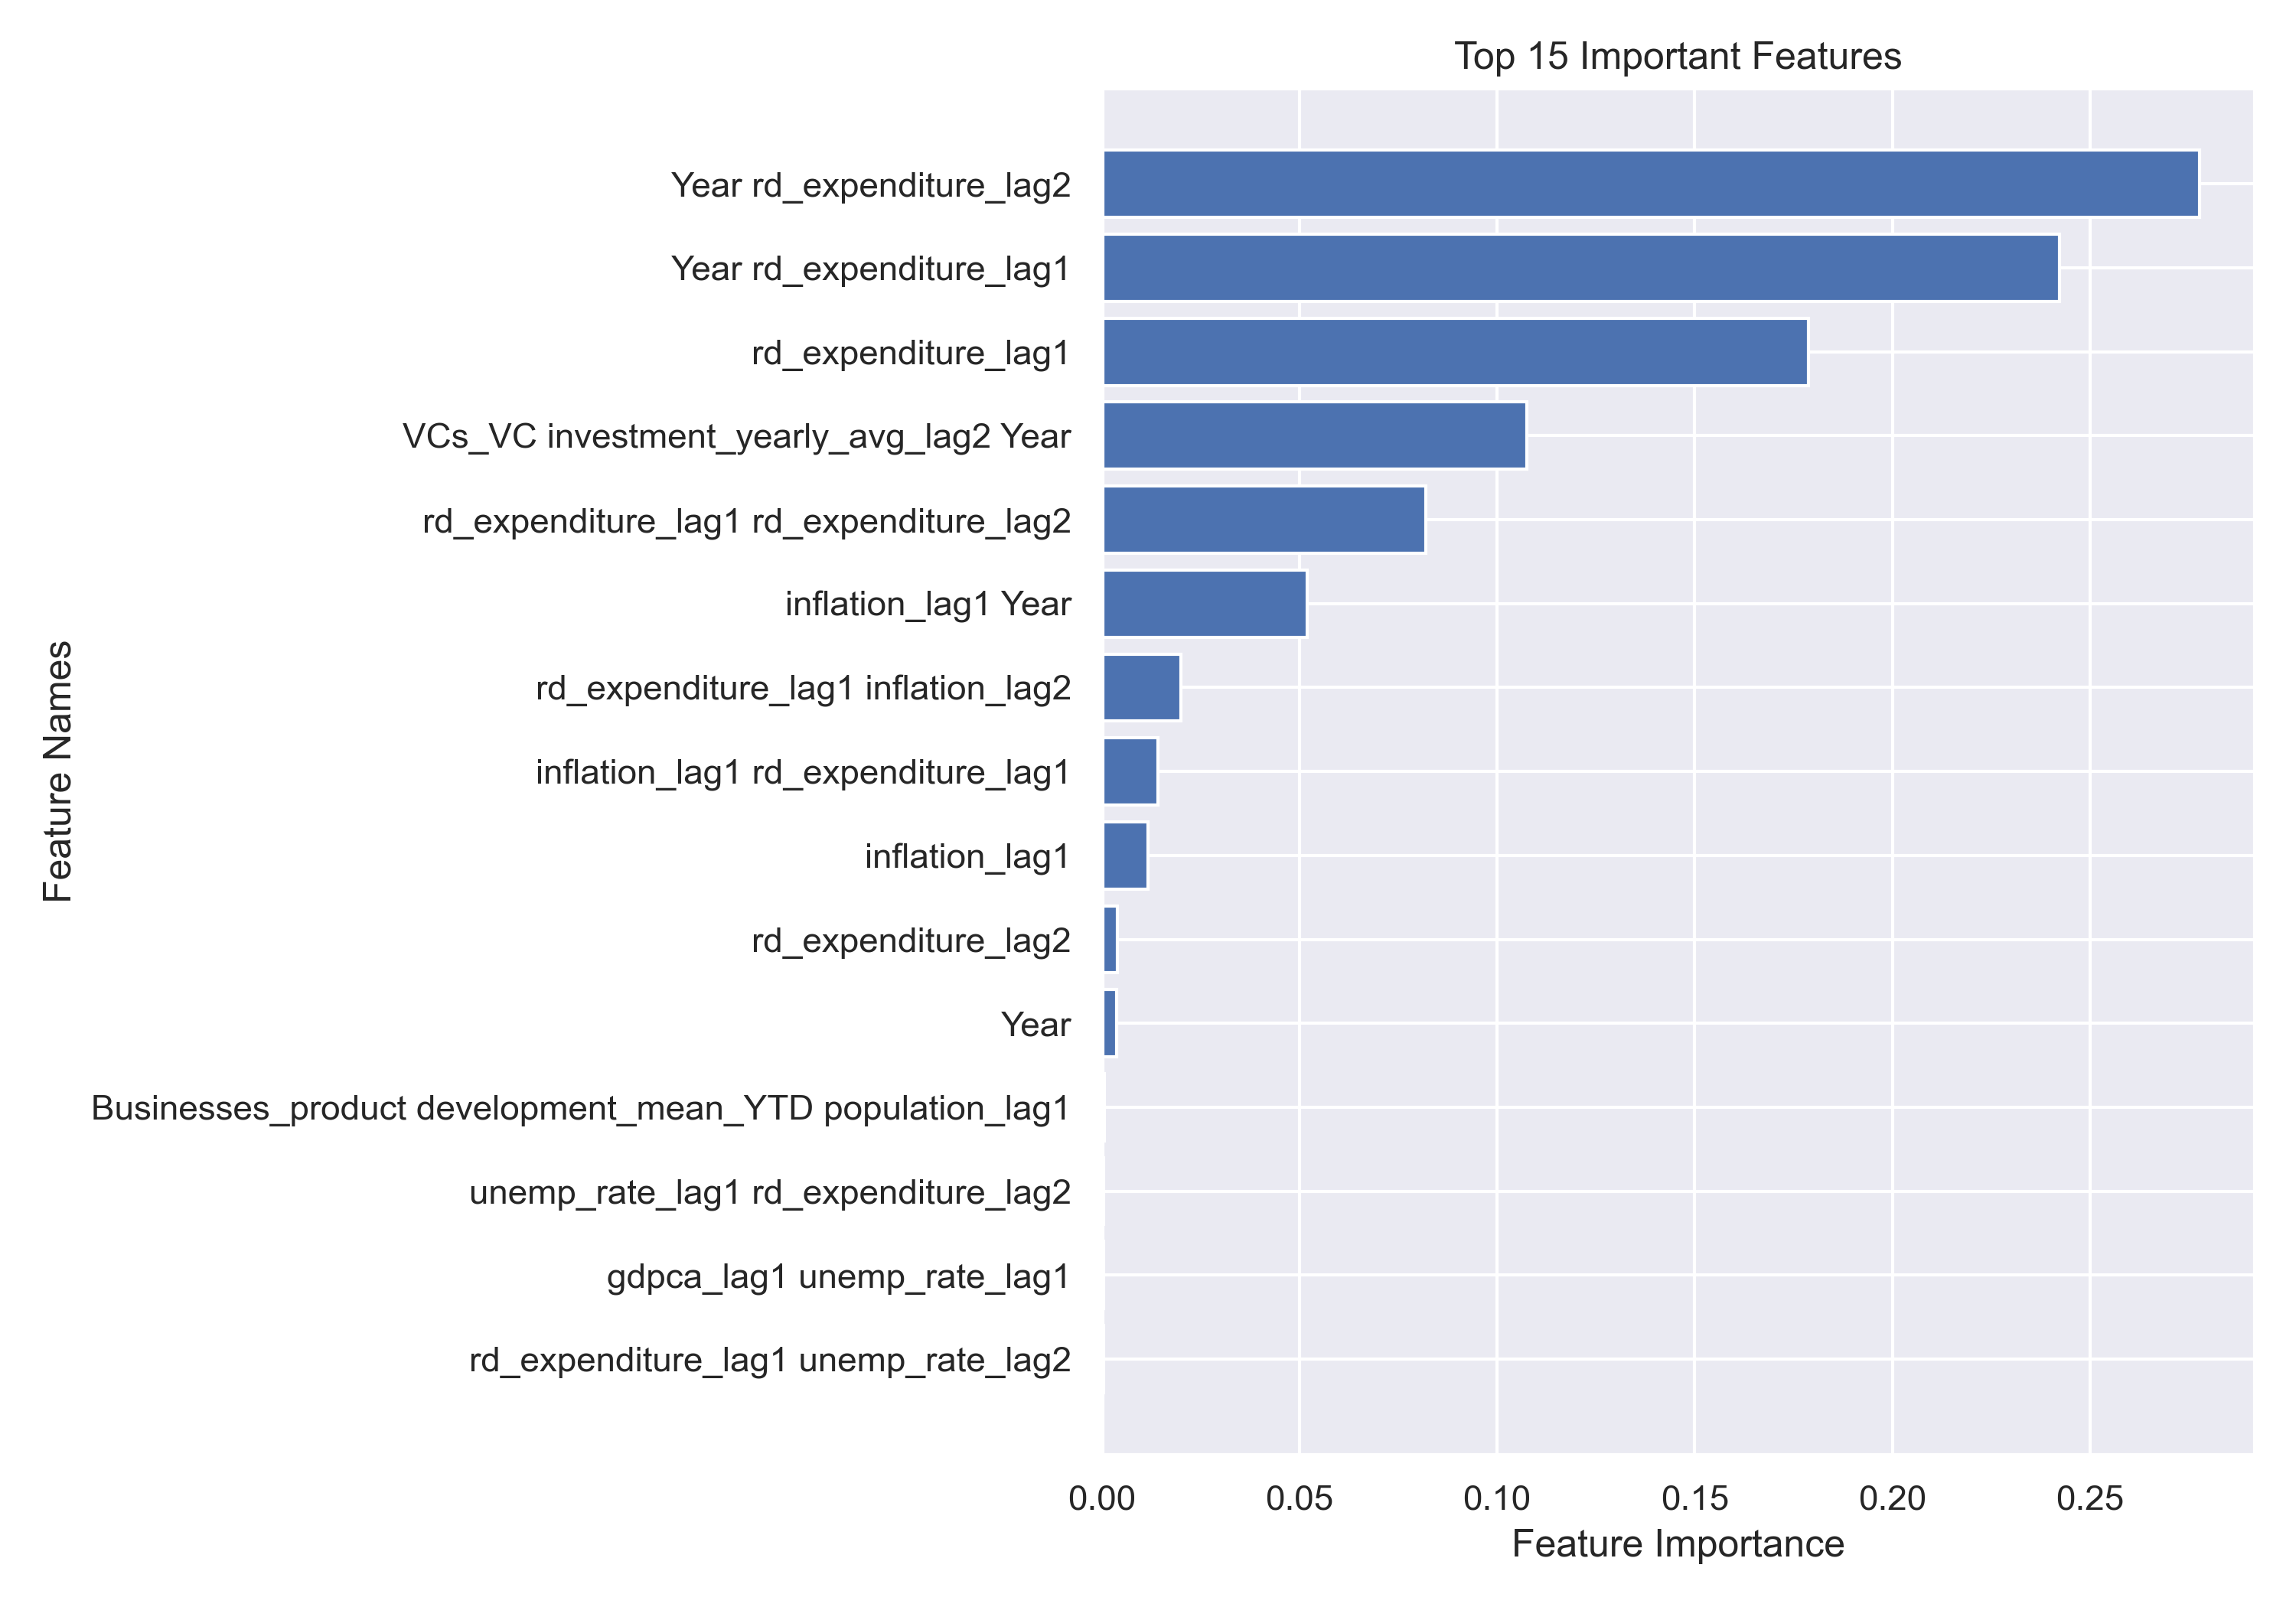 Top 15 Important Features
Year rd_expenditure_lag2
Year rd_expenditure_lag1
rd_expenditure_lag1
VCs_VC investment_yearly_avg_lag2 Year
rd_expenditure_lag1 rd_expenditure_lag2
inflation_lag1 Year
rd_expenditure_lag1 inflation_lag2
inflation_lag1 rd_expenditure_lag1
inflation_lag1
rd_expenditure_lag2
Year
Businesses_product development_mean_YTD population_lag1
unemp_rate_lag1 rd_expenditure_lag2
gdpca_lag1 unemp_rate_lag1
rd_expenditure_lag1 unemp_rate_lag2
Feature Names
0.00 0.05 0.10 0.15 0.20 0.25
Feature Importance